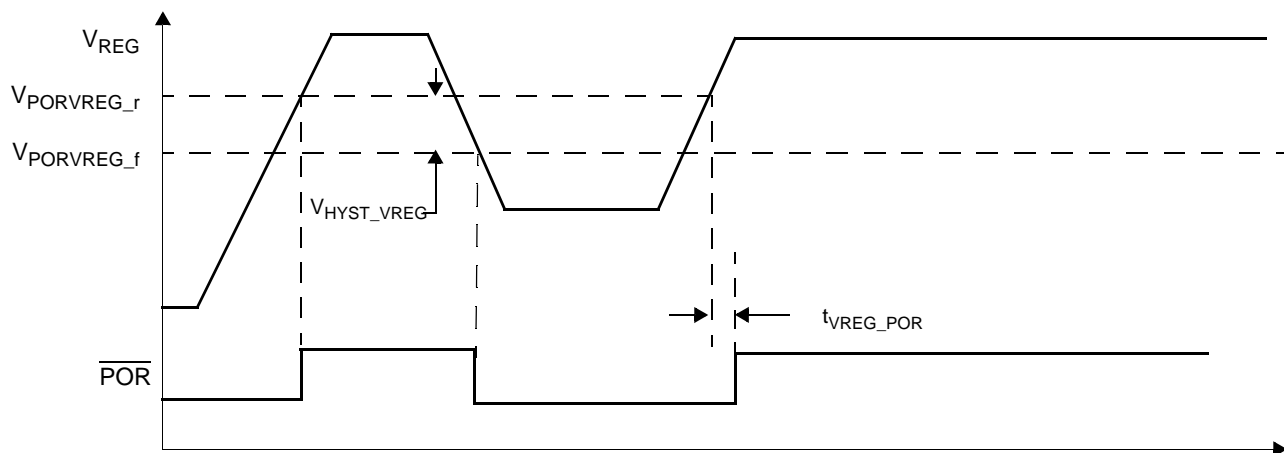 VREG
VPORVREG_r
VPORVREG_f
VHYST_VREG
tVREG_POR
POR